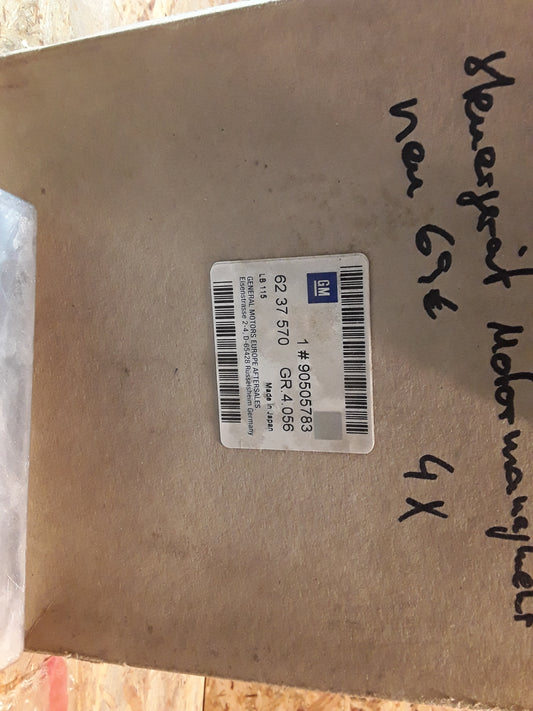 Steuergerät Motormanagment
neu 69€
4X
GM
1 # 90505783
62 37 570 GR.4.056
Made in Japan
LB 115
GENERAL MOTORS EUROPE AFTERSALES
Eisenstrasse 2-4, D-65428 Rüsselsheim Germany